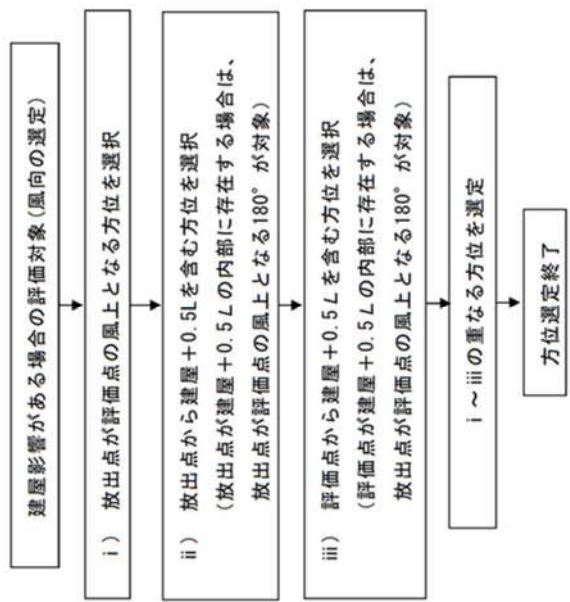 建屋影響がある場合の評価対象(風向の選定)
ⅰ) 放出点が評価点の風上となる方位を選択
ⅱ) 放出点から建屋+0.5Lを含む方位を選択
(放出点が建屋+0.5Lの内部に存在する場合は、
放出点が評価点の風上となる180°が対象)
ⅲ) 評価点から建屋+0.5Lを含む方位を選択
(評価点が建屋+0.5Lの内部に存在する場合は、
放出点が評価点の風上となる180°が対象)
ⅰ~ⅲの重なる方位を選定
方位選定終了